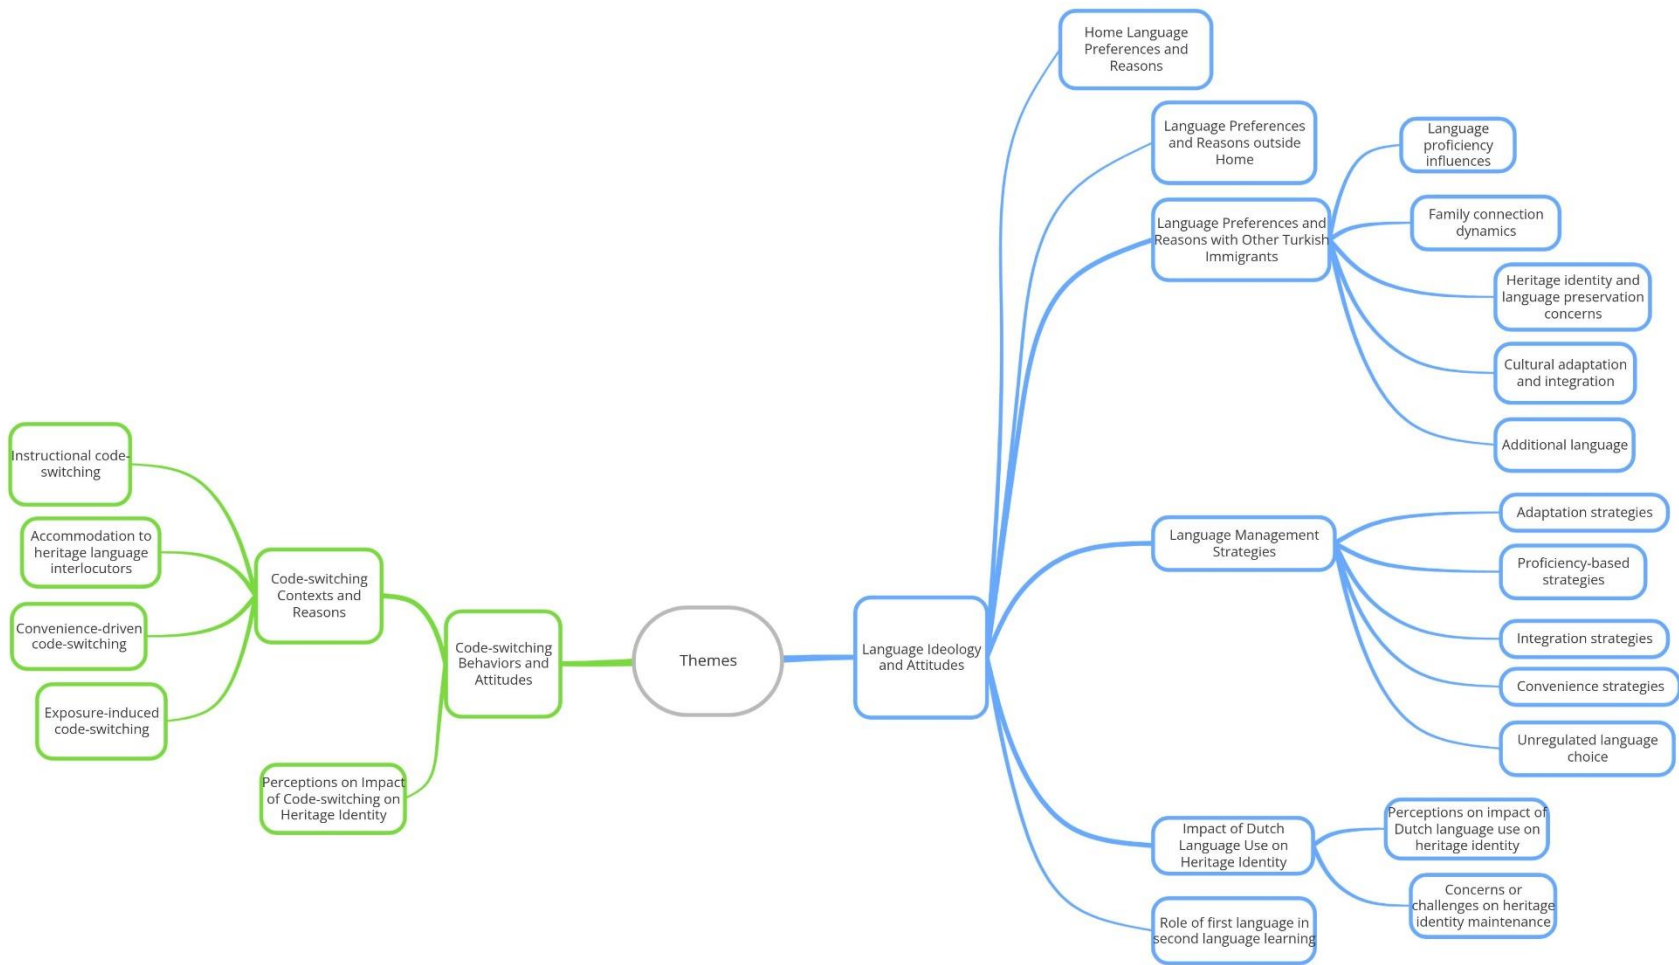 Home Language
Preferences and
Reasons
Language Preferences
and Reasons outside
Home
Language Preferences and
Reasons with Other Turkish
Immigrants
Language
proficiency
influences
Family connection
dynamics
Heritage identity and
language preservation
concerns
Cultural adaptation
and integration
Additional language
Language Management
Strategies
Adaptation strategies
Proficiency-based
strategies
Integration strategies
Convenience strategies
Unregulated language
choice
Impact of Dutch
Language Use on
Heritage Identity
Perceptions on impact of
Dutch language use on
heritage identity
Concerns or
challenges on heritage
identity maintenance
Role of first language in
second language learning
Language Ideology
and Attitudes
Themes
Code-switching
Behaviors and
Attitudes
Code-switching
Contexts and
Reasons
Instructional code-
switching
Accommodation to
heritage language
interlocutors
Convenience-driven
code-switching
Exposure-induced
code-switching
Perceptions on Impact
of Code-switching on
Heritage Identity